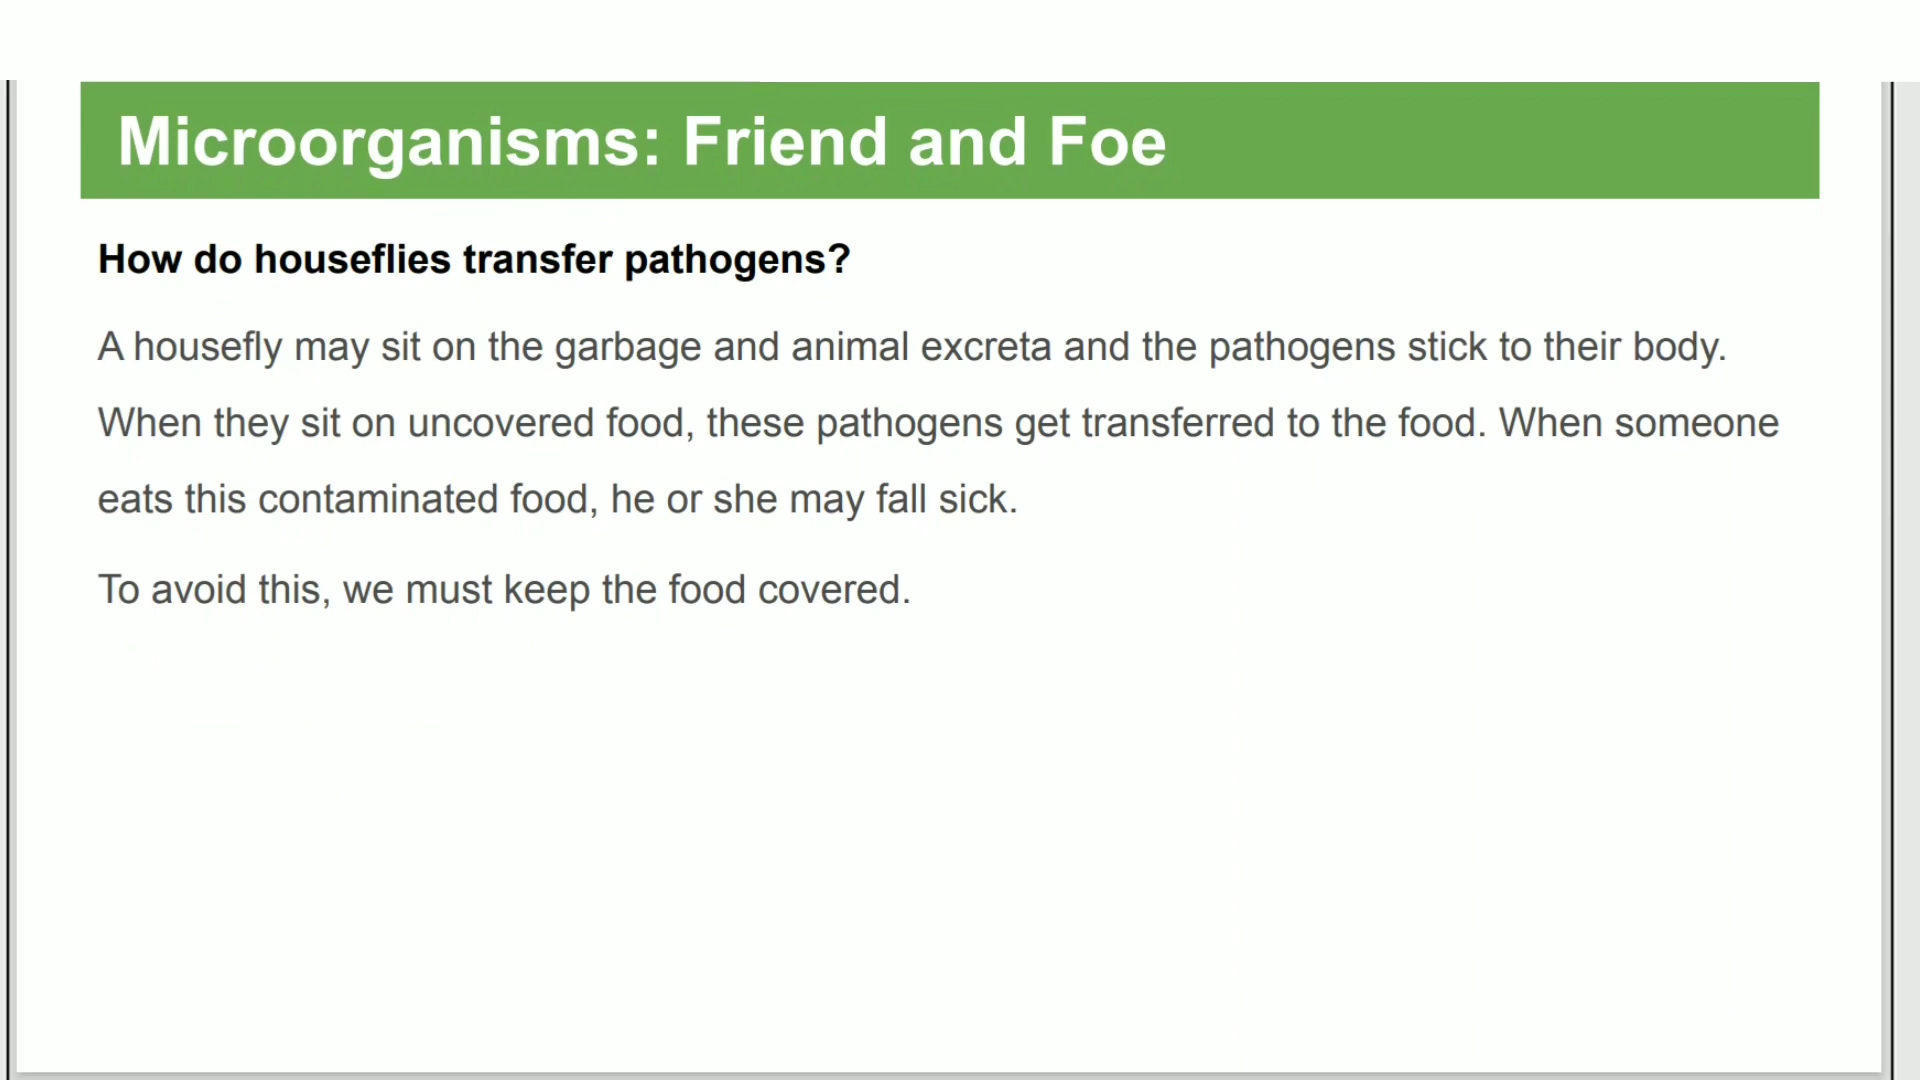 Microorganisms: Friend and Foe
How do houseflies transfer pathogens?
A housefly may sit on the garbage and animal excreta and the pathogens stick to their body.
When they sit on uncovered food, these pathogens get transferred to the food. When someone
eats this contaminated food, he or she may fall sick.
To avoid this, we must keep the food covered.